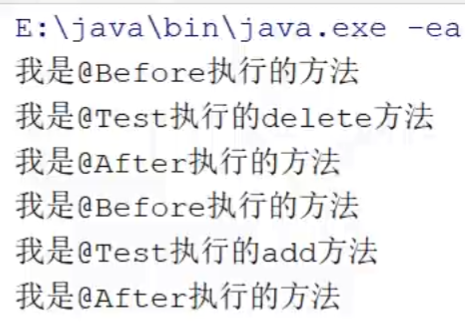 E:\java\bin\java.exe -ea
我是@Before执行的方法
我是@Test执行的delete方法
我是@After执行的方法
我是@Before执行的方法
我是@Test执行的add方法
我是@After执行的方法